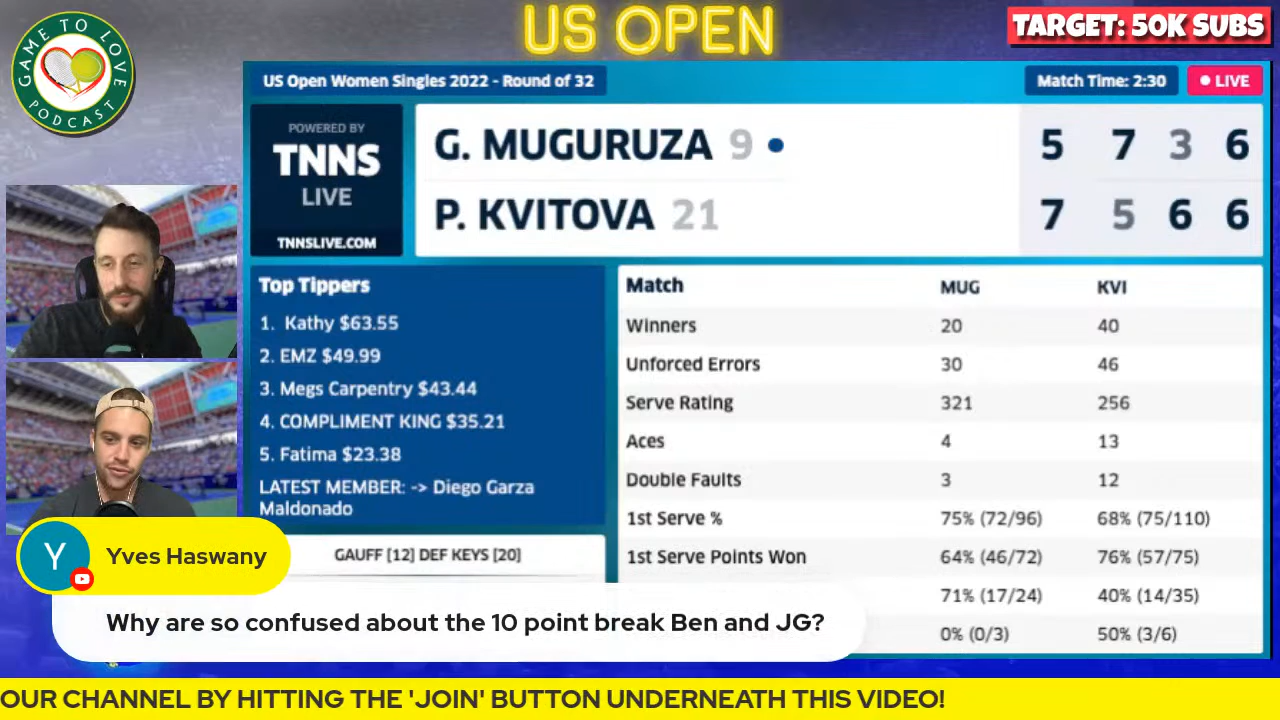 GAME TO LOVE
PODCAST
US OPEN
TARGET: 50K SUBS
US Open Women Singles 2022 - Round of 32
Match Time: 2:30
LIVE
POWERED BY
TNNS
LIVE
TNNSLIVE.COM
G. MUGURUZA 9 5 7 3 6
P. KVITOVA 21 7 5 6 6
Top Tippers
1. Kathy $63.55
2. EMZ $49.99
3. Megs Carpentry $43.44
4. COMPLIMENT KING $35.21
5. Fatima $23.38
LATEST MEMBER: -> Diego Garza
Maldonado
GAUFF [12] DEF KEYS [20]
Match MUG KVI
Winners 20 40
Unforced Errors 30 46
Serve Rating 321 256
Aces 4 13
Double Faults 3 12
1st Serve % 75% (72/96) 68% (75/110)
1st Serve Points Won 64% (46/72) 76% (57/75)
71% (17/24) 40% (14/35)
0% (0/3) 50% (3/6)
Y
Yves Haswany
Why are so confused about the 10 point break Ben and JG?
OUR CHANNEL BY HITTING THE 'JOIN' BUTTON UNDERNEATH THIS VIDEO!